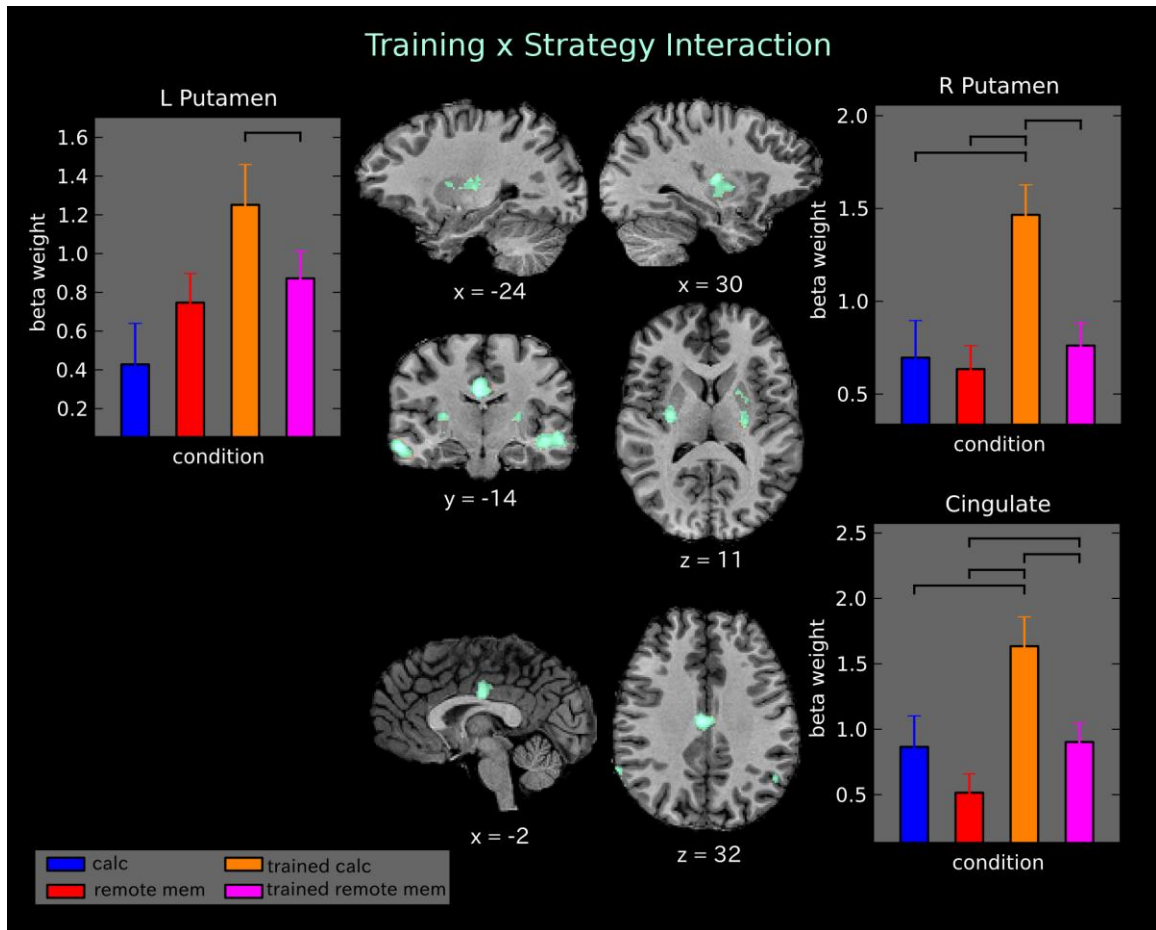 Training x Strategy Interaction
L Putamen
1.6
1.4
1.2
1.0
0.8
0.6
0.4
0.2
beta weight
condition
x = -24
x = 30
R Putamen
2.0
1.5
1.0
0.5
beta weight
condition
y = -14
z = 11
Cingulate
2.5
2.0
1.5
1.0
0.5
beta weight
condition
x = -2
z = 32
calc
trained calc
remote mem
trained remote mem